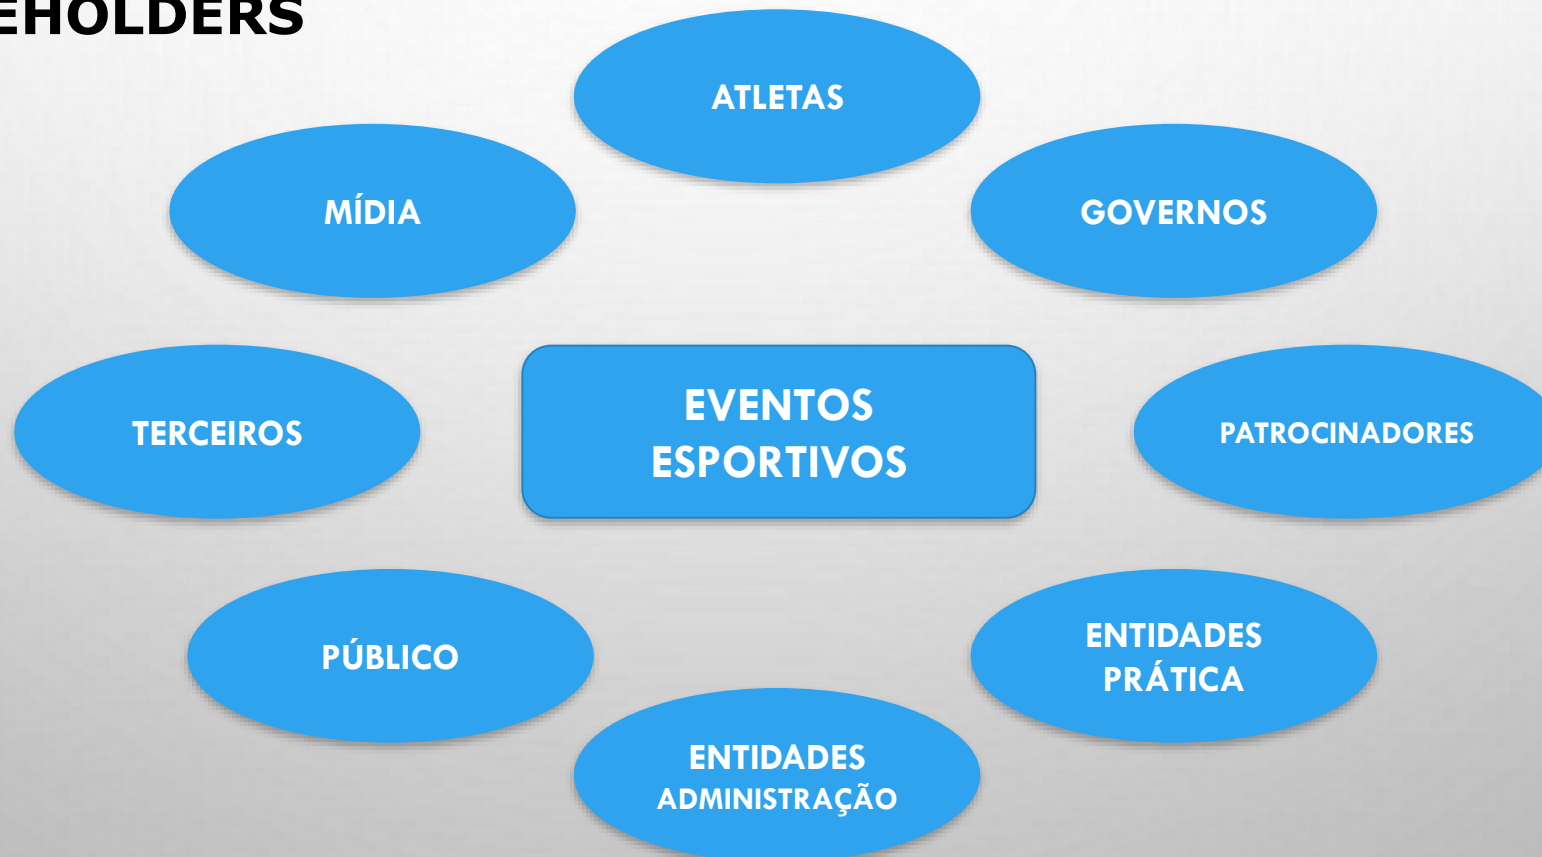 EHOLDERS
ATLETAS
MÍDIA
GOVERNOS
TERCEIROS
EVENTOS
ESPORTIVOS
PATROCINADORES
PÚBLICO
ENTIDADES
PRÁTICA
ENTIDADES
ADMINISTRAÇÃO